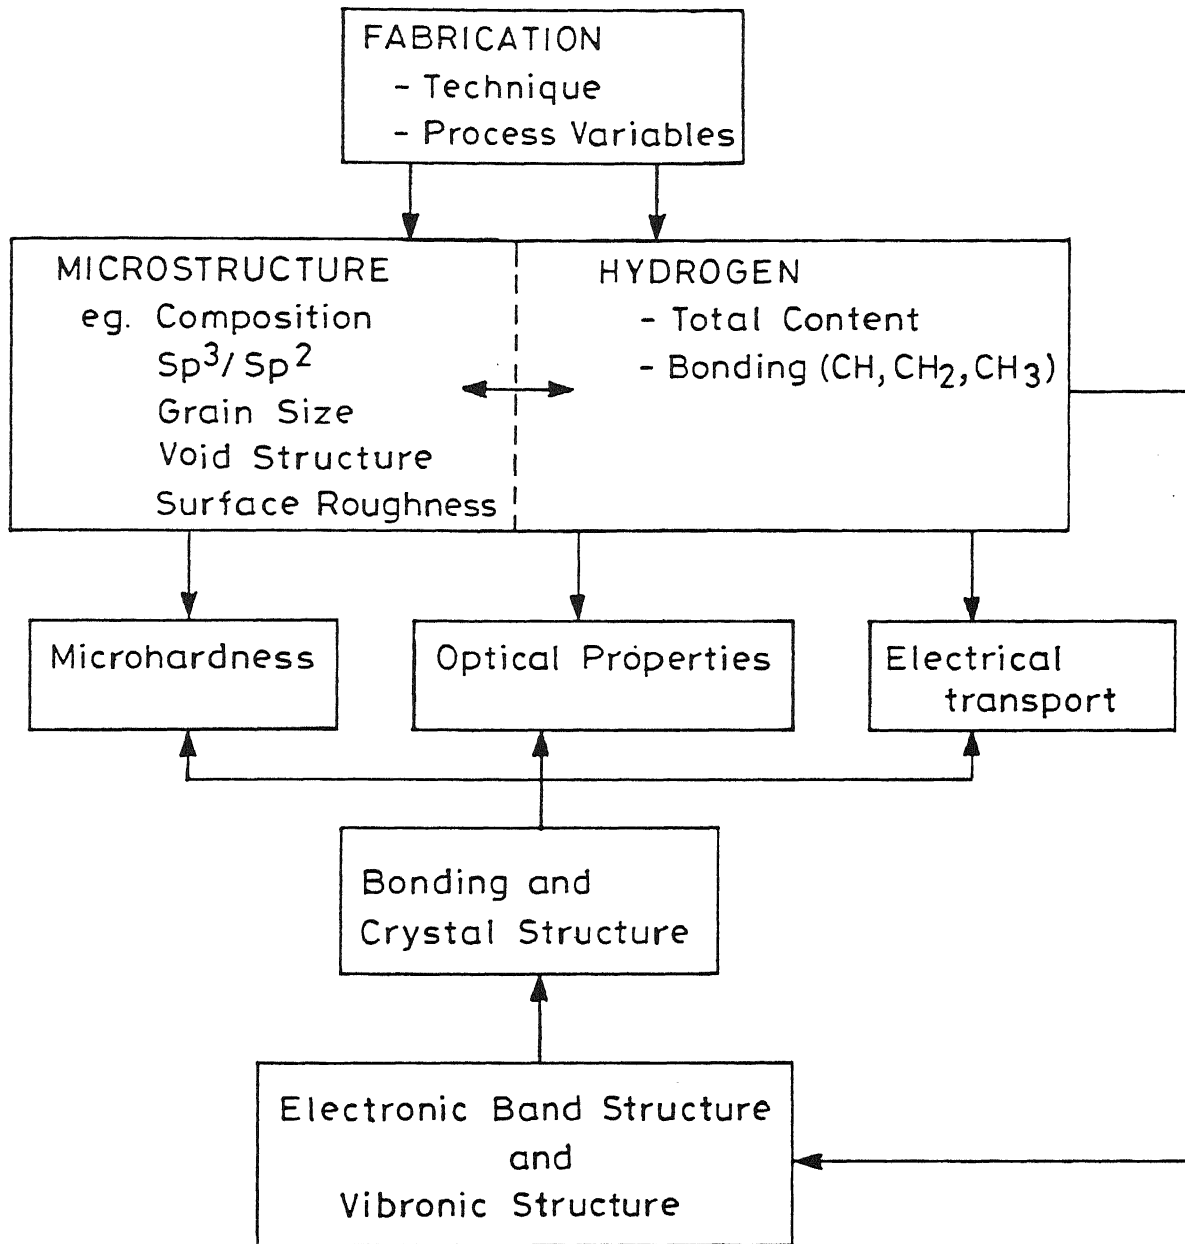 FABRICATION
- Technique
- Process Variables
MICROSTRUCTURE
eg. Composition
Sp³/Sp²
Grain Size
Void Structure
Surface Roughness
HYDROGEN
- Total Content
- Bonding (CH, CH₂, CH₃)
Microhardness
Optical Properties
Electrical
transport
Bonding and
Crystal Structure
Electronic Band Structure
and
Vibronic Structure